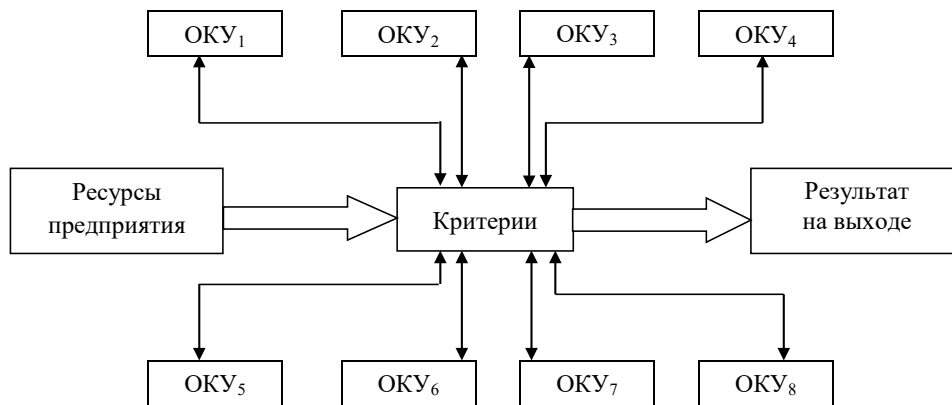 ОКУ₁ ОКУ₂ ОКУ₃ ОКУ₄
Ресурсы
предприятия
Критерии
Результат
на выходе
ОКУ₅ ОКУ₆ ОКУ₇ ОКУ₈